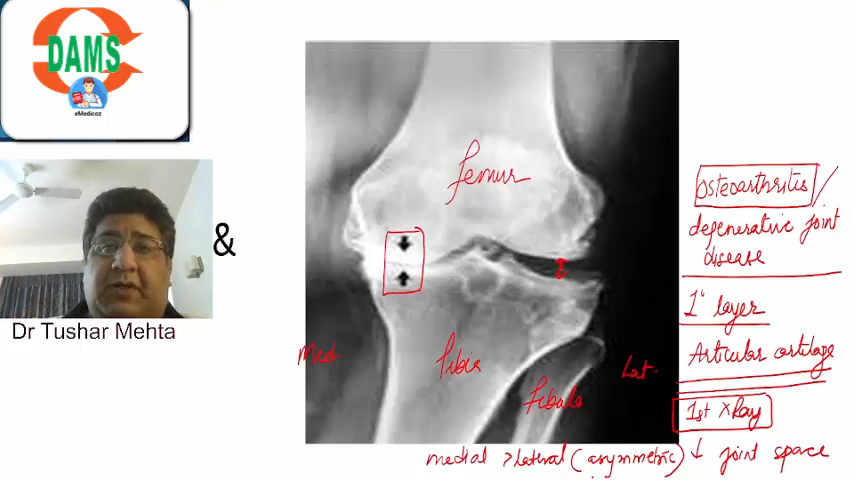 DAMS
eMedicoz
&
Dr Tushar Mehta
femur
Med
Tibia
Fibula
Lat.
Osteoarthritis/
degenerative joint
disease
1° layer
Articular cartilage
1st X Ray
medial > lateral (asymmetric) ↓ joint space